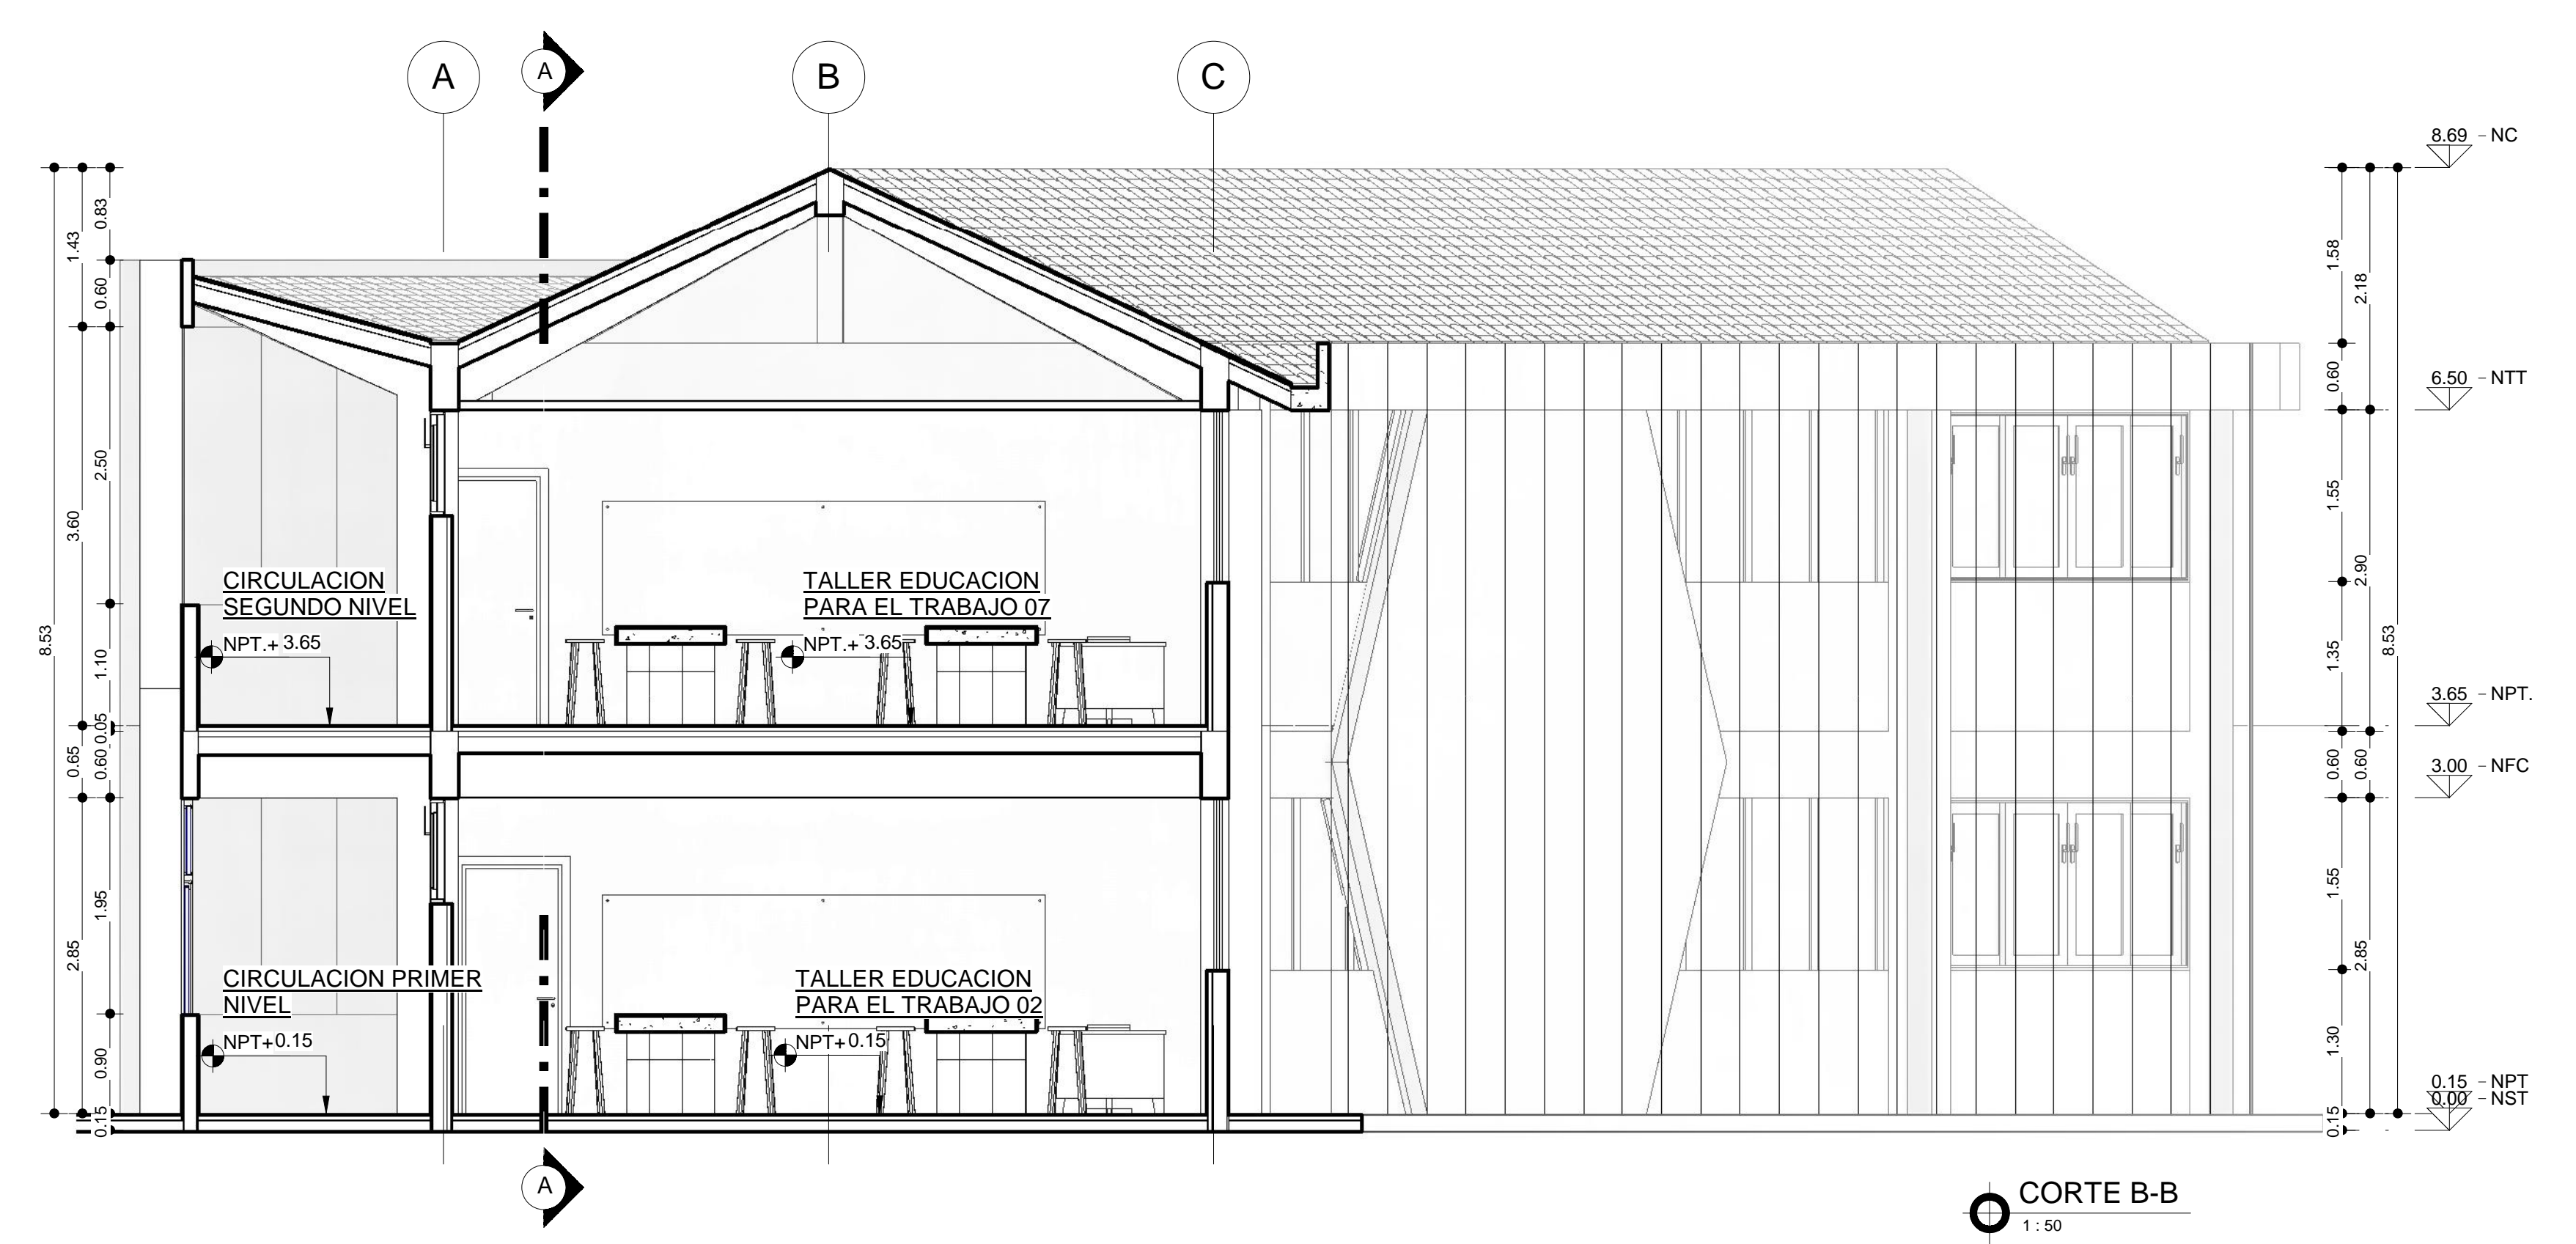 A
A
B
C
8.69 - NC
0.83
1.43
0.60
1.58
2.18
6.50 - NTT
0.60
2.50
3.60
1.55
2.90
8.53
8.53
CIRCULACION
SEGUNDO NIVEL
NPT.+ 3.65
TALLER EDUCACION
PARA EL TRABAJO 07
NPT.+ 3.65
1.10
1.35
3.65 - NPT.
0.05
0.65
0.60
0.60
0.60
3.00 - NFC
1.95
2.85
1.55
2.85
CIRCULACION PRIMER
NIVEL
NPT+0.15
TALLER EDUCACION
PARA EL TRABAJO 02
NPT+0.15
0.90
1.30
0.15 - NPT
0.00 - NST
0.15
0.15
A
CORTE B-B
1 : 50